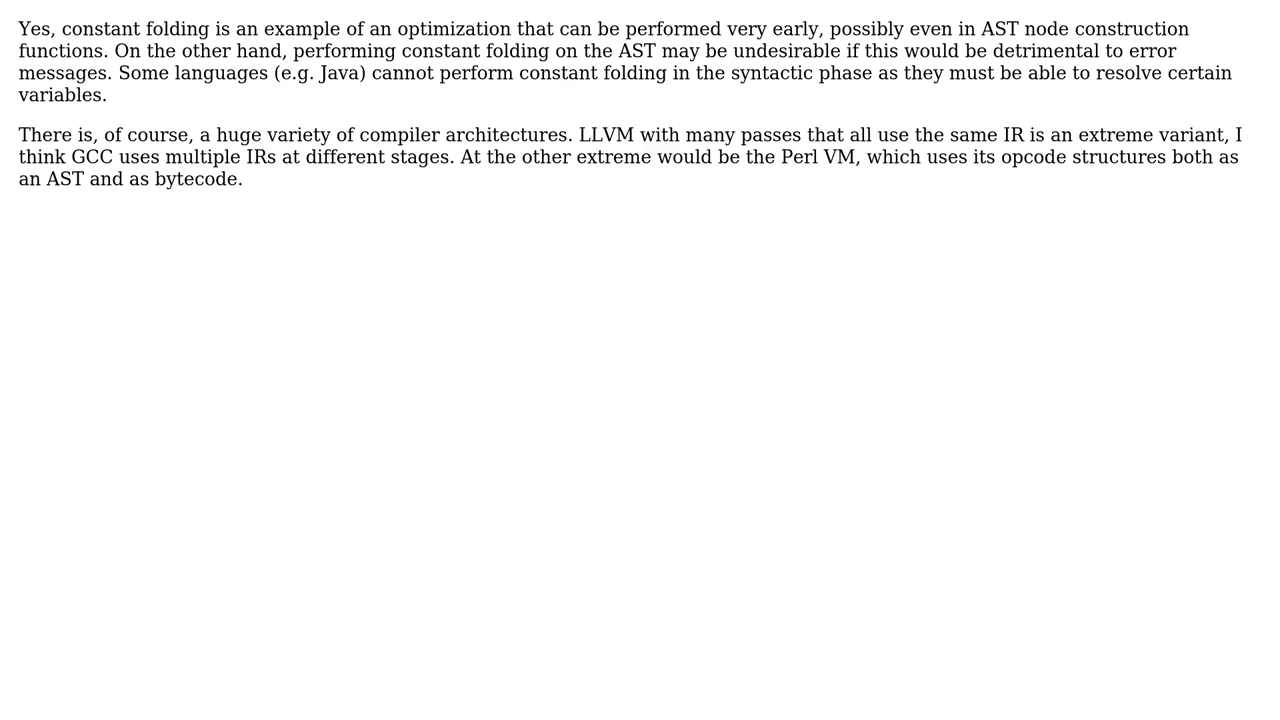 Yes, constant folding is an example of an optimization that can be performed very early, possibly even in AST node construction
functions. On the other hand, performing constant folding on the AST may be undesirable if this would be detrimental to error
messages. Some languages (e.g. Java) cannot perform constant folding in the syntactic phase as they must be able to resolve certain
variables.
There is, of course, a huge variety of compiler architectures. LLVM with many passes that all use the same IR is an extreme variant, I
think GCC uses multiple IRs at different stages. At the other extreme would be the Perl VM, which uses its opcode structures both as
an AST and as bytecode.